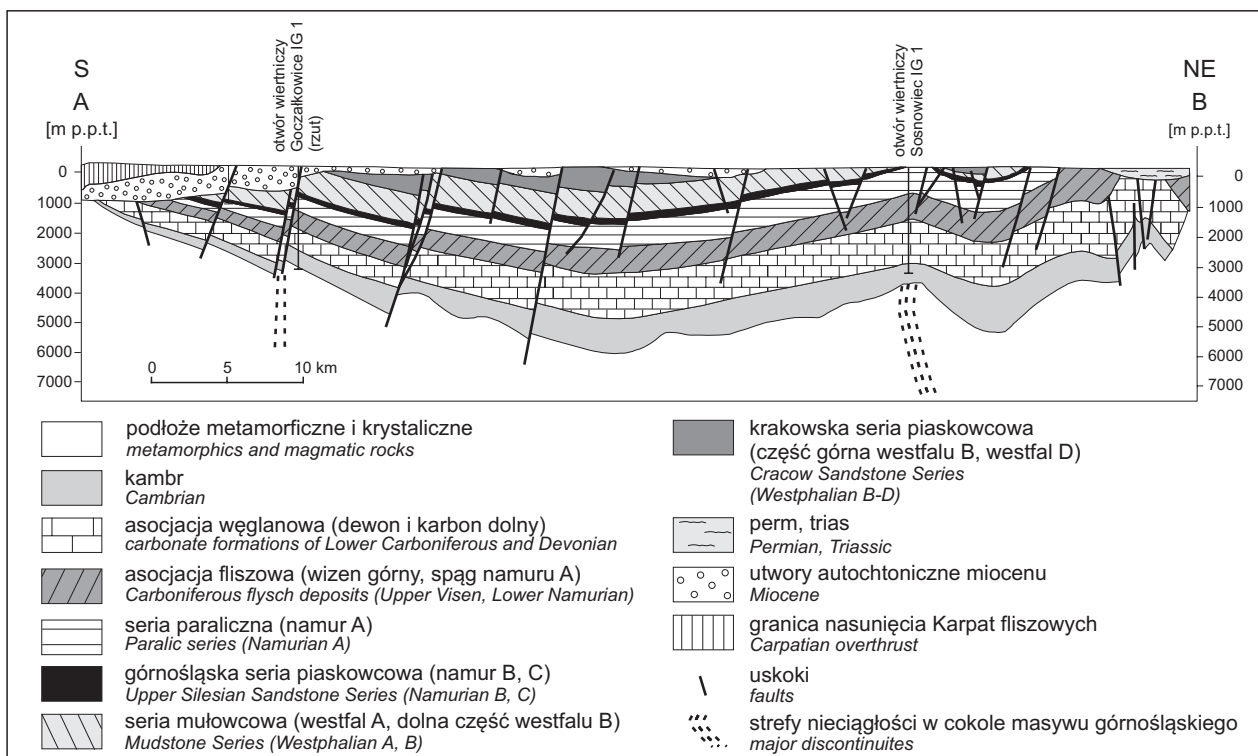 S
A
[m p.p.t.]
otwór wiertniczy
Goczałkowice IG 1
(rzut)
otwór wiertniczy
Sosnowiec IG 1
NE
B
[m p.p.t.]
0
1000
2000
3000
4000
5000
6000
7000
0
1000
2000
3000
4000
5000
6000
7000
0 5 10 km
podłoże metamorficzne i krystaliczne
metamorphics and magmatic rocks
kambr
Cambrian
asocjacja węglanowa (dewon i karbon dolny)
carbonate formations of Lower Carboniferous and Devonian
asocjacja fliszowa (wizen górny, spąg namuru A)
Carboniferous flysch deposits (Upper Visen, Lower Namurian)
seria paraliczna (namur A)
Paralic series (Namurian A)
górnośląska seria piaskowcowa (namur B, C)
Upper Silesian Sandstone Series (Namurian B, C)
seria mułowcowa (westfal A, dolna część westfalu B)
Mudstone Series (Westphalian A, B)
krakowska seria piaskowcowa
(część górna westfalu B, westfal D)
Cracow Sandstone Series
(Westphalian B-D)
perm, trias
Permian, Triassic
utwory autochtoniczne miocenu
Miocene
granica nasunięcia Karpat fliszowych
Carpatian overthrust
uskoki
faults
strefy nieciągłości w cokole masywu górnośląskiego
major discontinuites